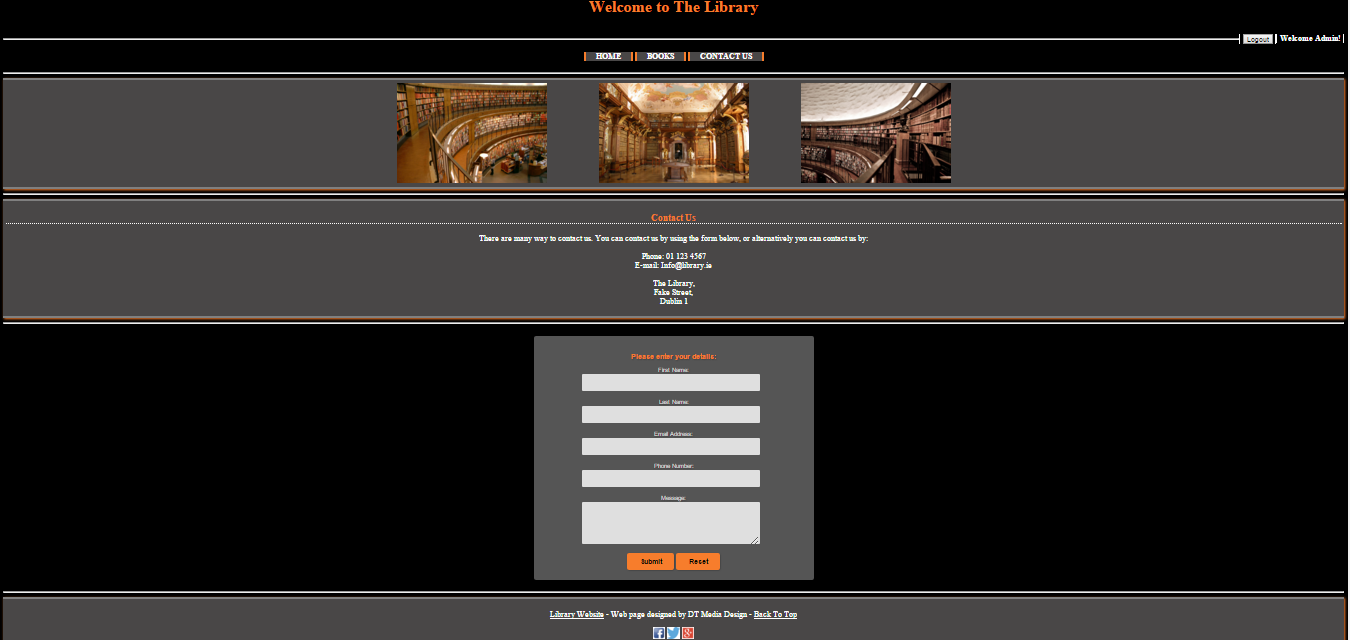 Welcome to The Library
Logout Welcome Admin!
HOME BOOKS CONTACT US
Contact Us
There are many way to contact us. You can contact us by using the form below, or alternatively you can contact us by:
Phone: 01 123 4567
E-mail: Info@library.ie
The Library,
Fake Street,
Dublin 1
Please enter your details:
First Name:
Last Name:
Email Address:
Phone Number:
Message:
Submit Reset
Library Website - Web page designed by DT Media Design - Back To Top